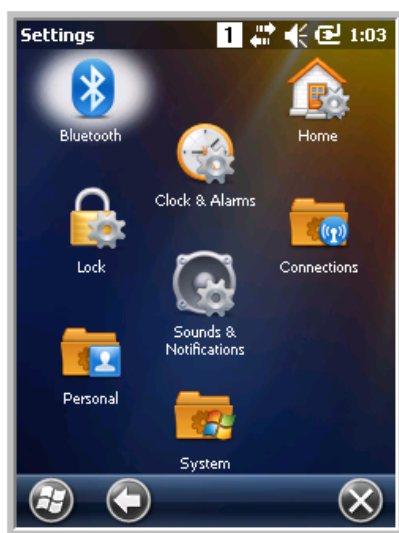 Settings 1 1:03
Bluetooth
Home
Clock & Alarms
Lock
Connections
Sounds &
Notifications
Personal
System